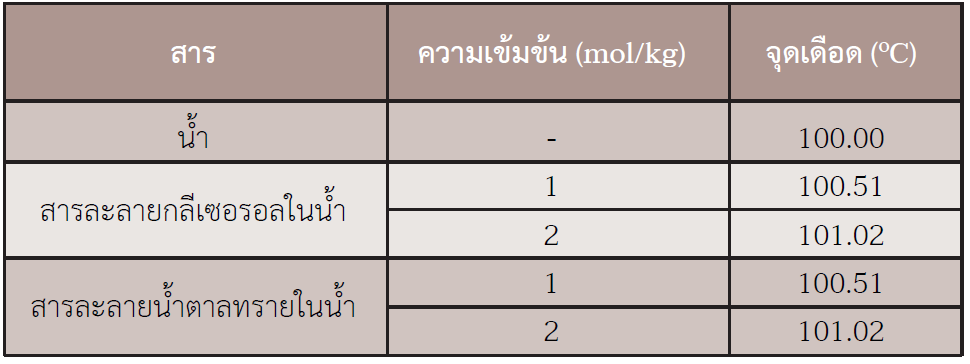 สาร ความเข้มข้น (mol/kg) จุดเดือด (°C)
น้ำ - 100.00
สารละลายกลีเซอรอลในน้ำ 1 100.51
2 101.02
สารละลายน้ำตาลทรายในน้ำ 1 100.51
2 101.02